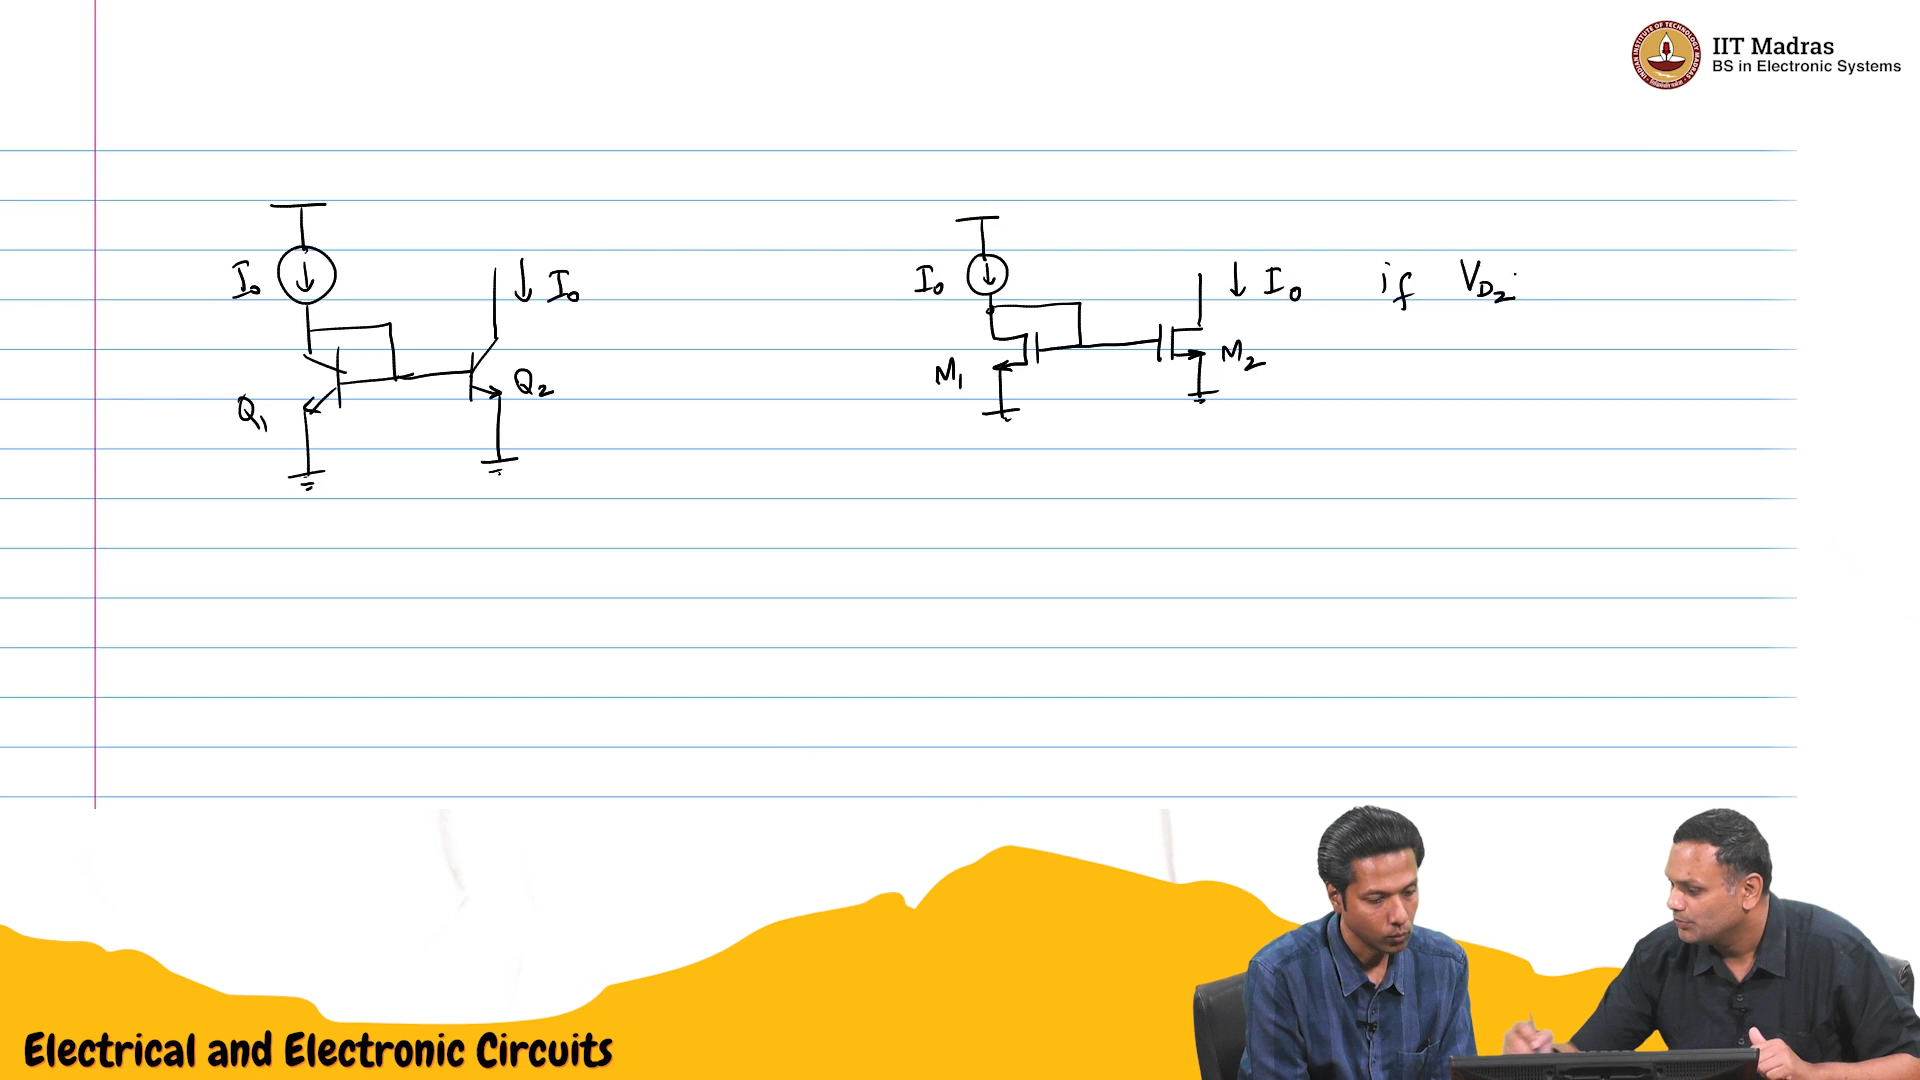 IIT Madras
BS in Electronic Systems
I₀
↓ I₀
Q₁
Q₂
I₀
↓ I₀ if V_D₂
M₁
M₂
Electrical and Electronic Circuits